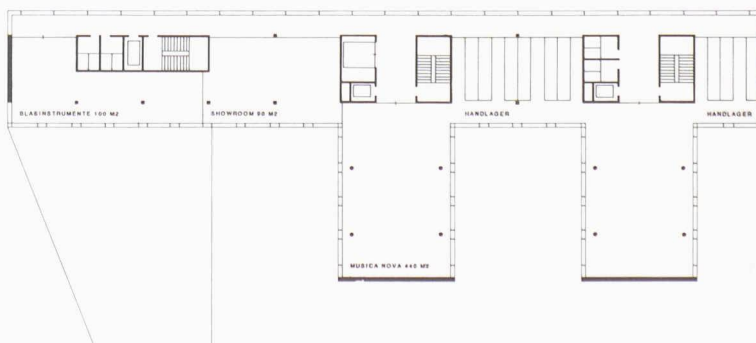 BLASINSTRUMENTE 100 M2
SHOWROOM 90 M2
HANDLAGER
HANDLAGER
MUSICA NOVA 440 M2